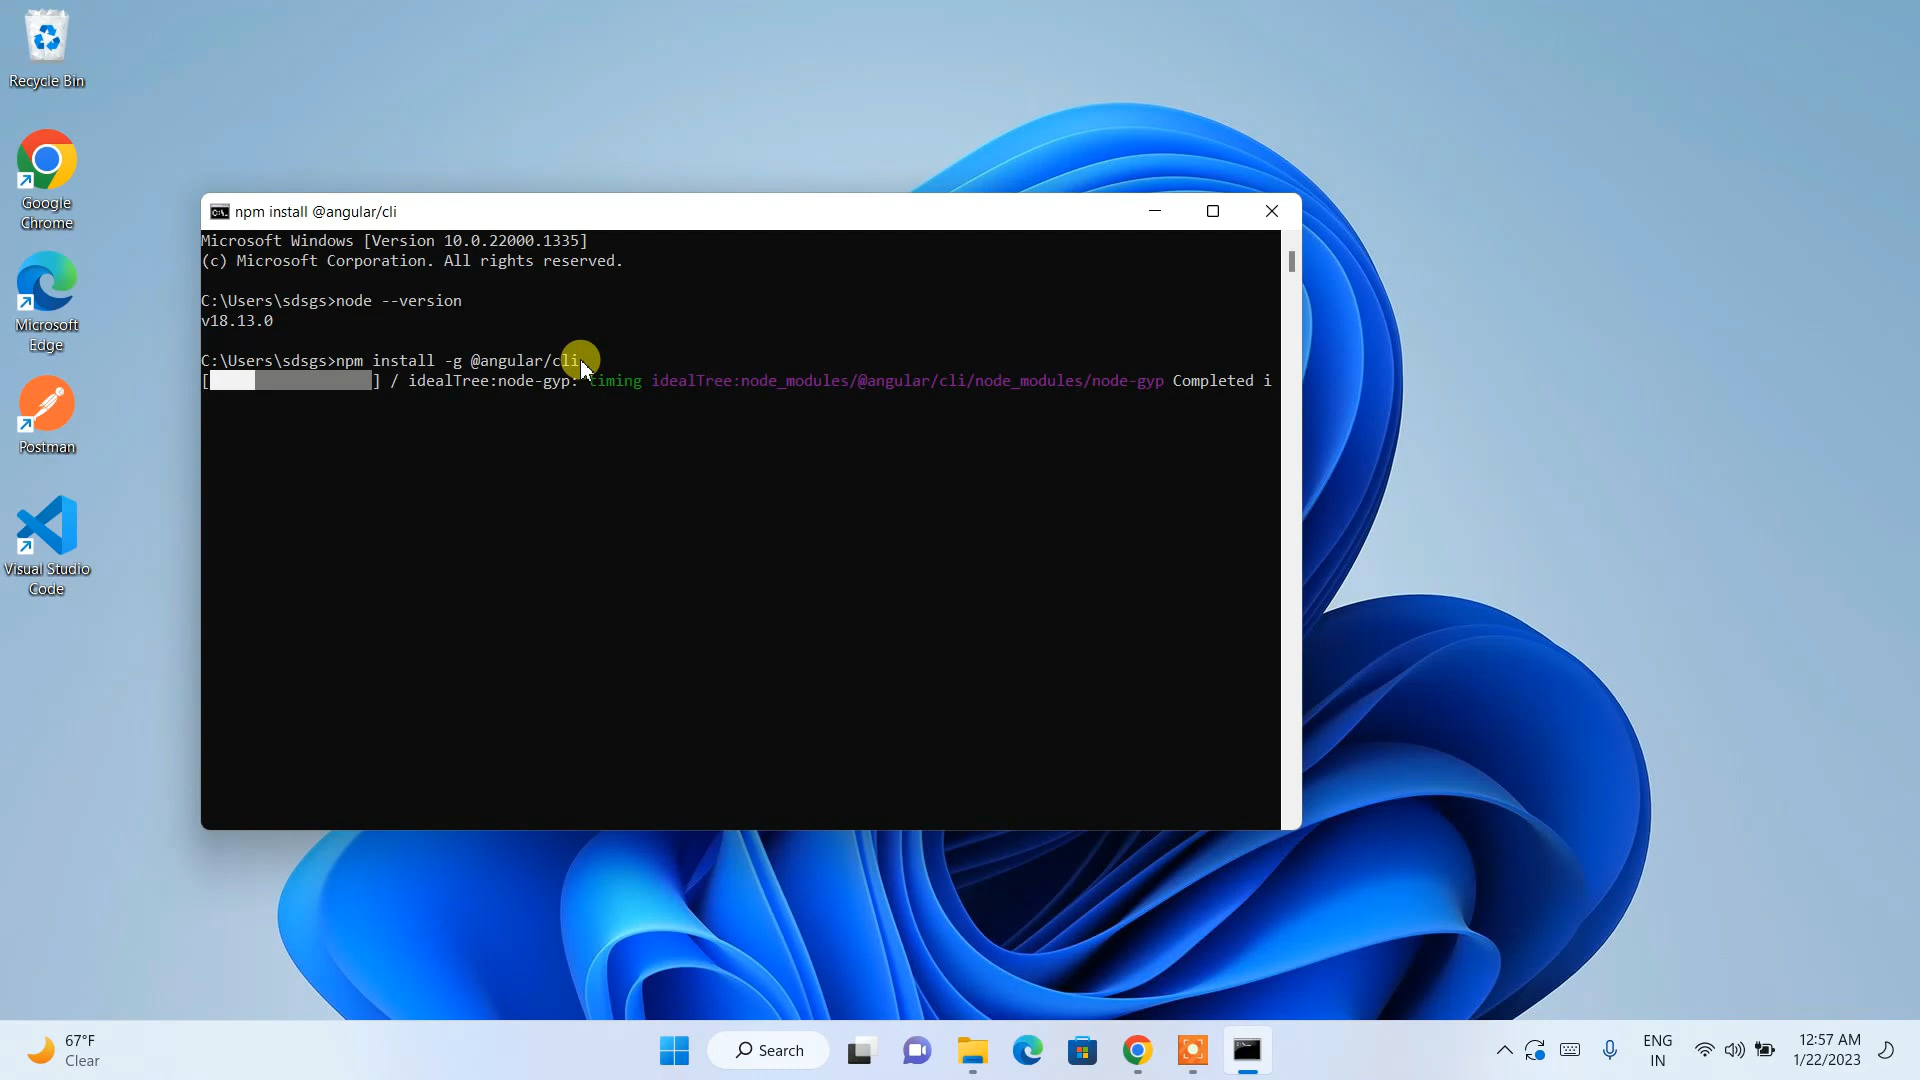 Recycle Bin
Google
Chrome
Microsoft
Edge
Postman
Visual Studio
Code
npm install @angular/cli
Microsoft Windows [Version 10.0.22000.1335]
(c) Microsoft Corporation. All rights reserved.
C:\Users\sdsgs>node --version
v18.13.0
C:\Users\sdsgs>npm install -g @angular/cli
[ ] / idealTree:node-gyp: timing idealTree:node_modules/@angular/cli/node_modules/node-gyp Completed i
67°F
Clear
Search
ENG
IN
12:57 AM
1/22/2023